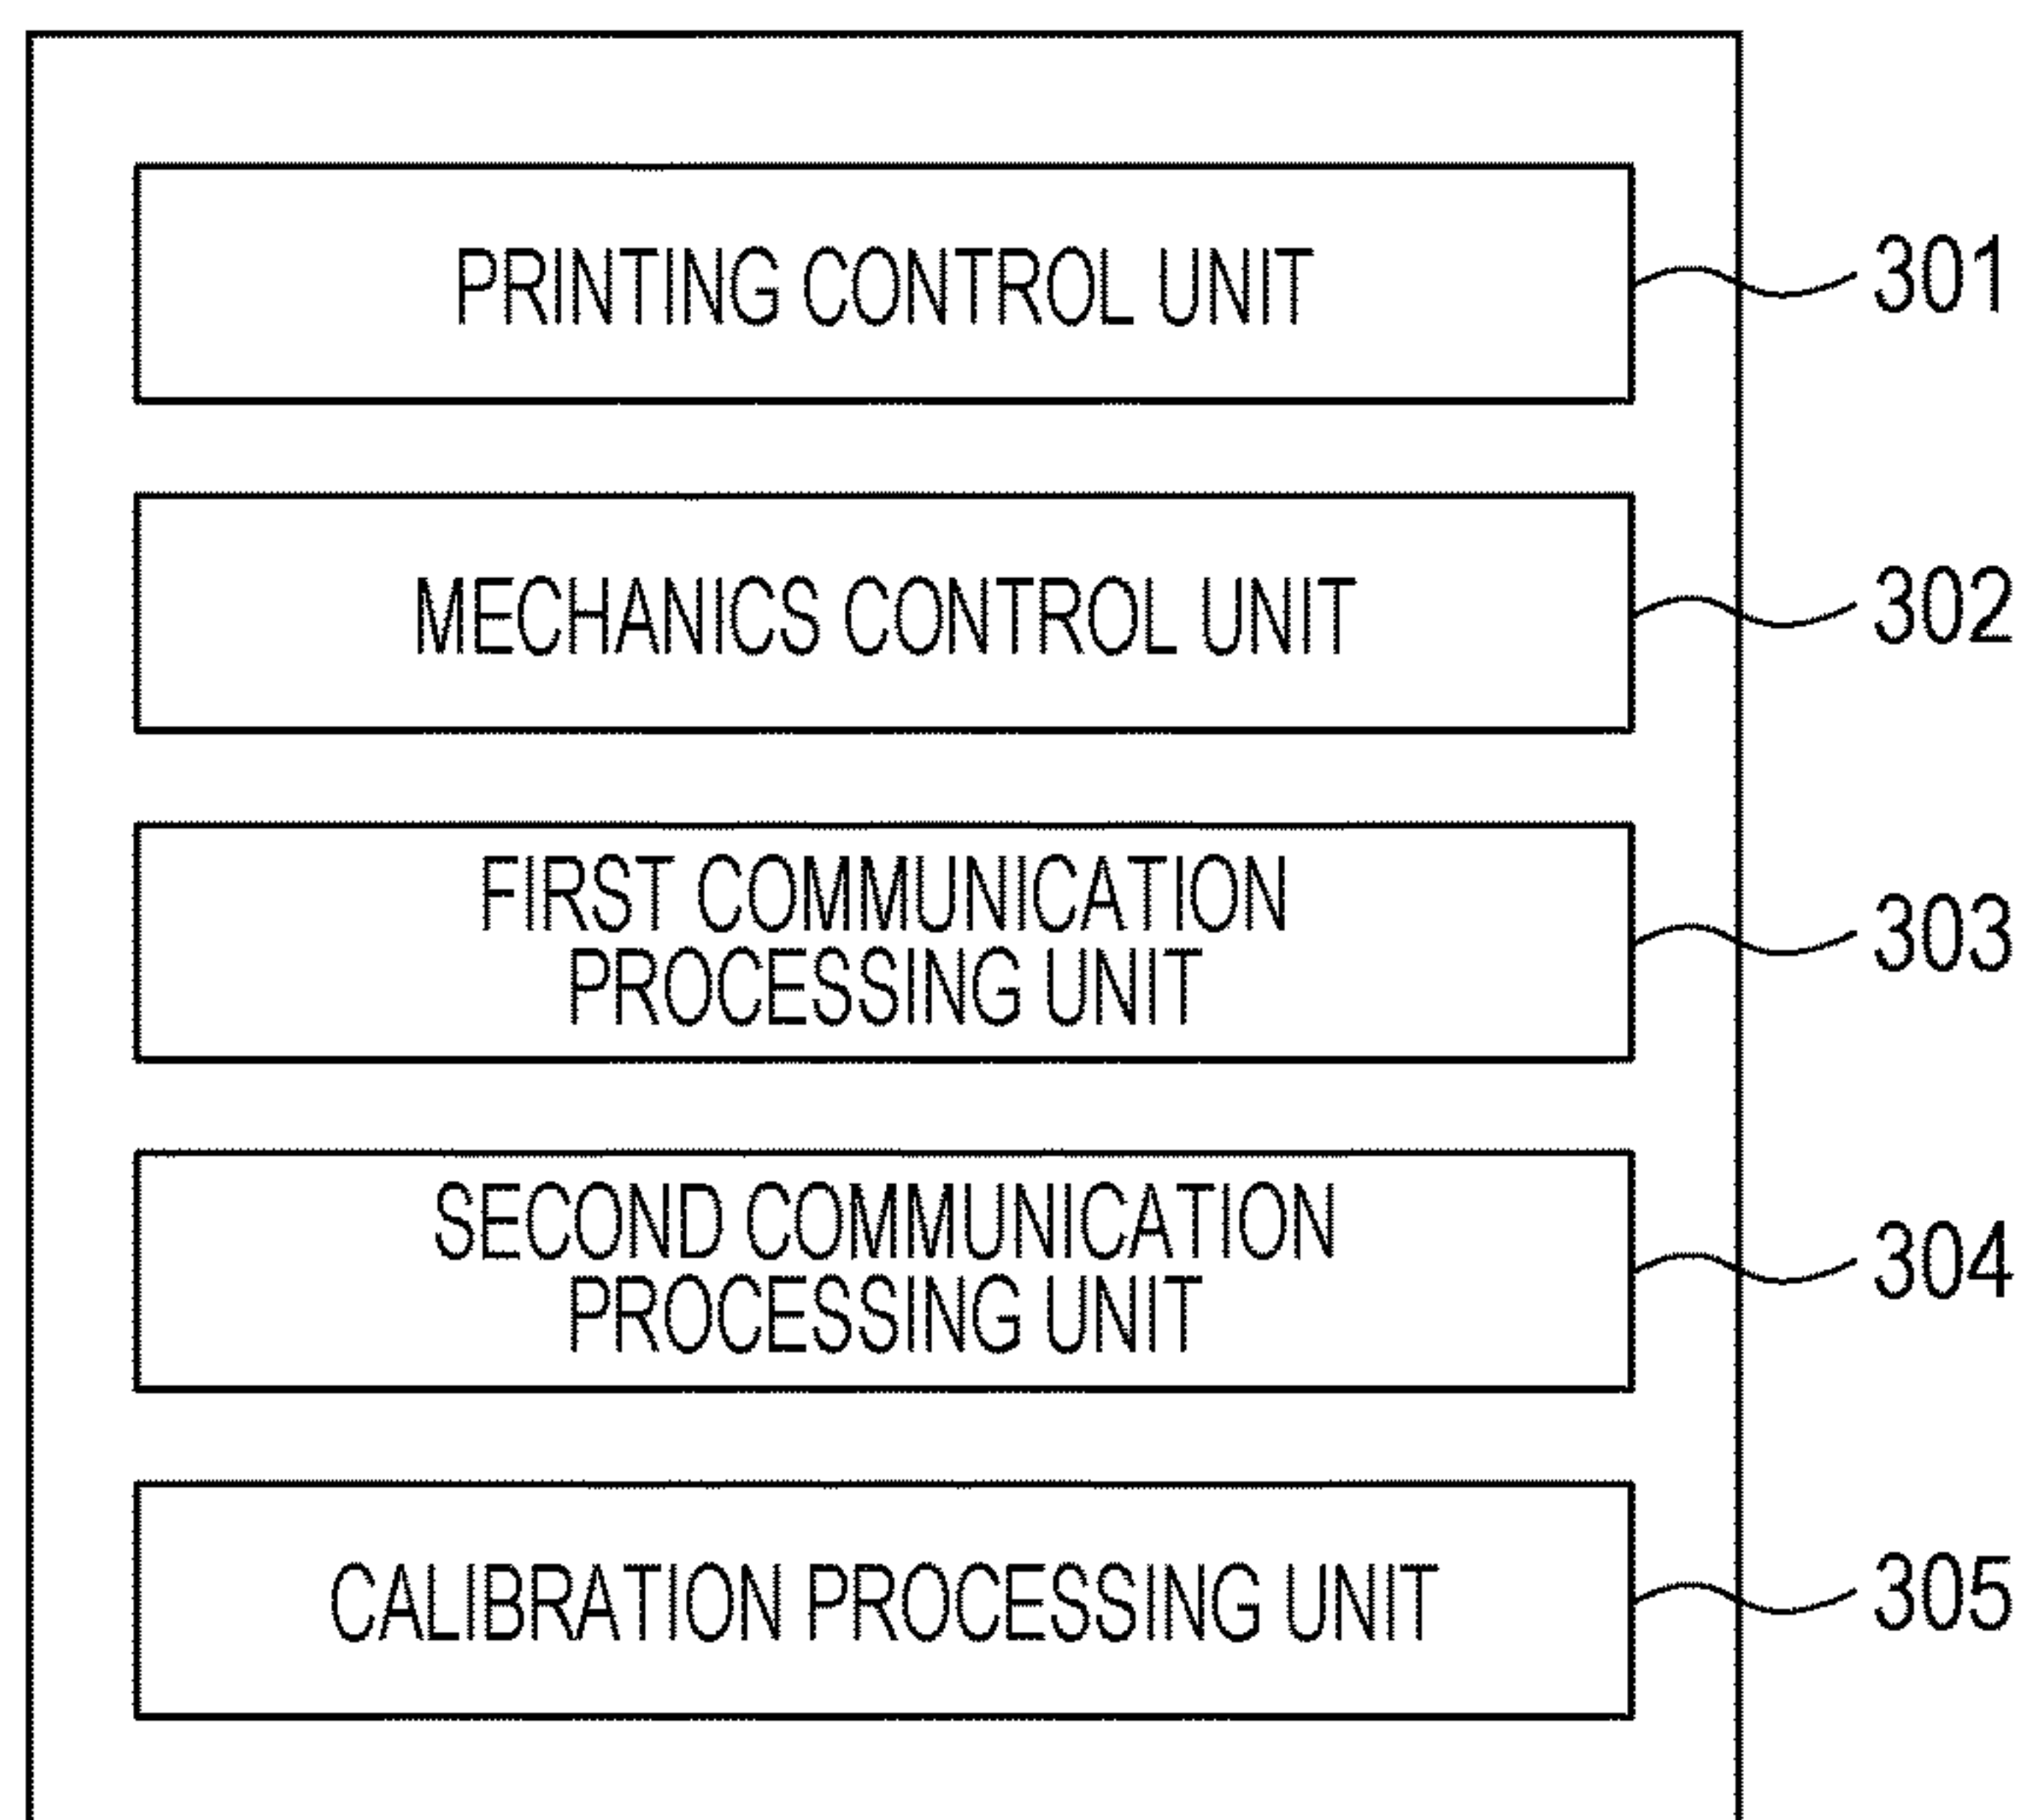 PRINTING CONTROL UNIT 301
MECHANICS CONTROL UNIT 302
FIRST COMMUNICATION
PROCESSING UNIT 303
SECOND COMMUNICATION
PROCESSING UNIT 304
CALIBRATION PROCESSING UNIT 305